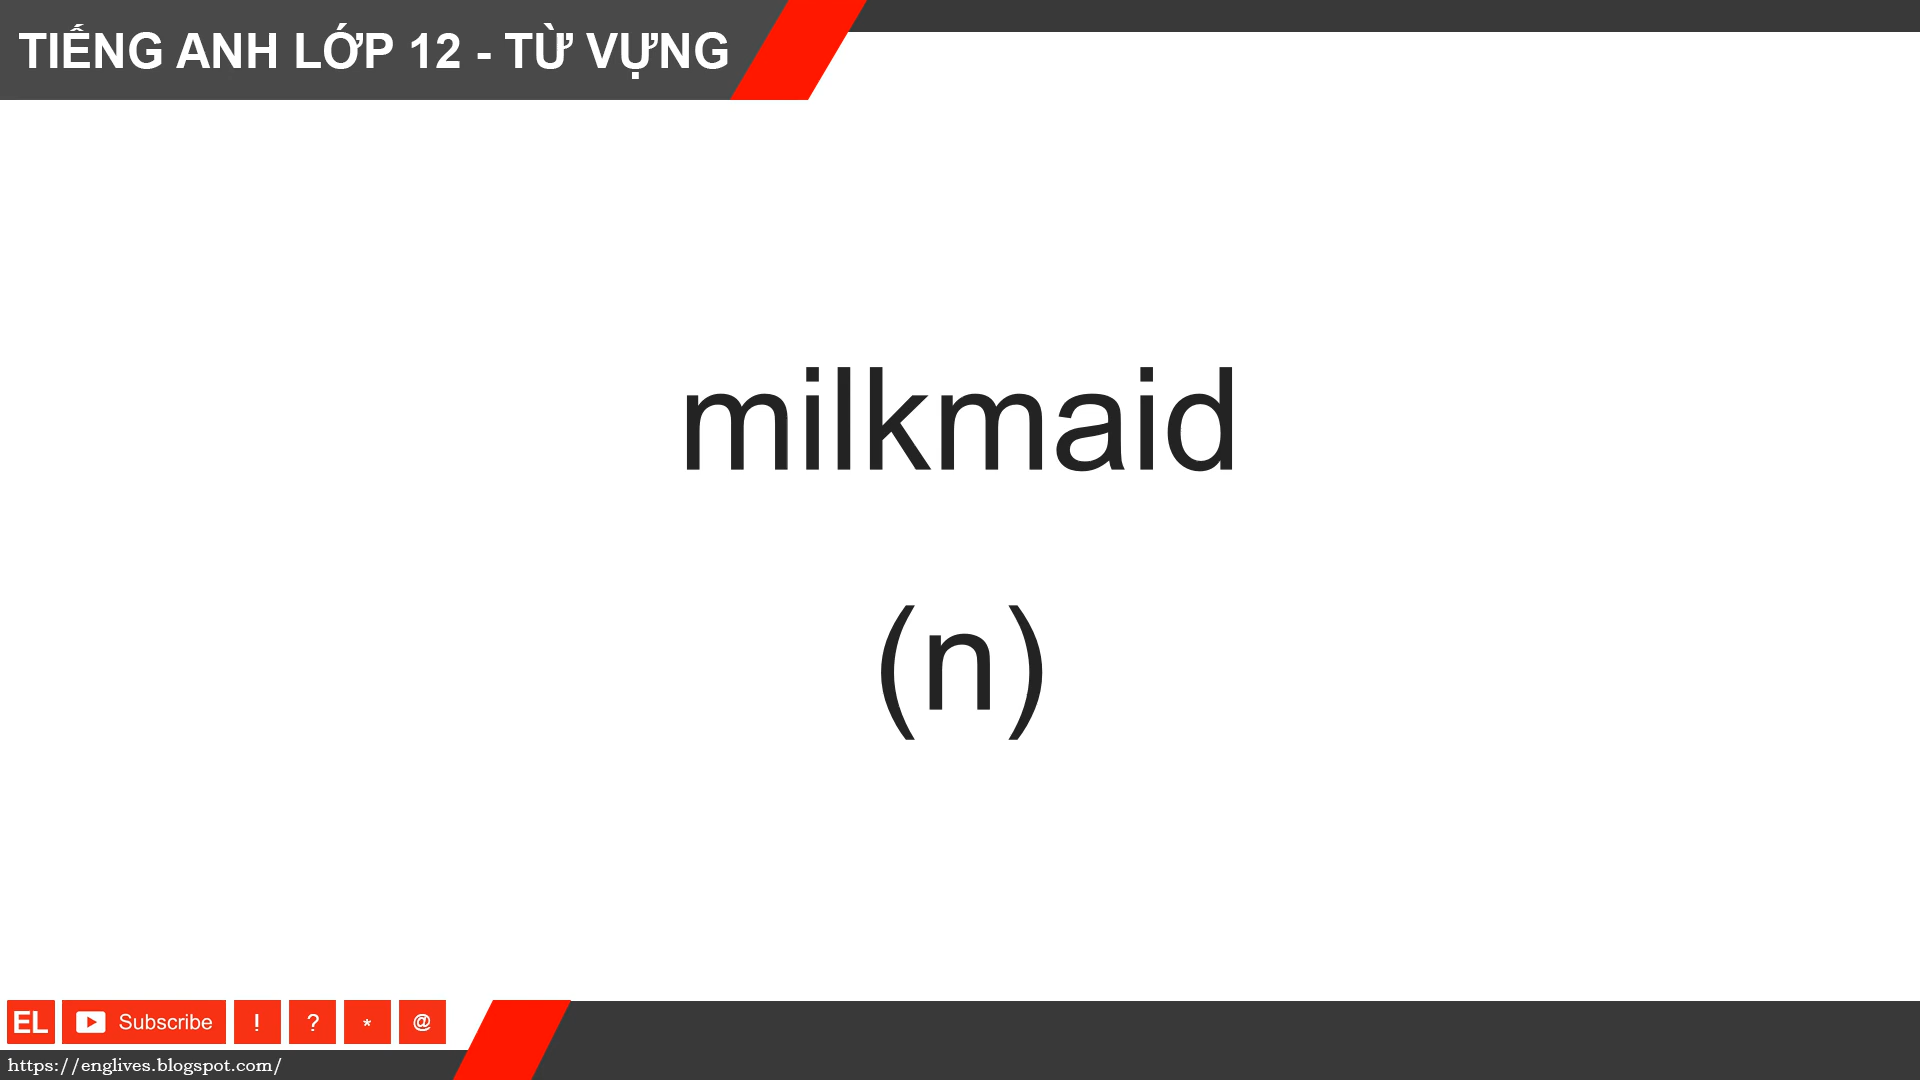 TIẾNG ANH LỚP 12 - TỪ VỰNG
milkmaid
(n)
EL Subscribe ! ? * @
https://englives.blogspot.com/